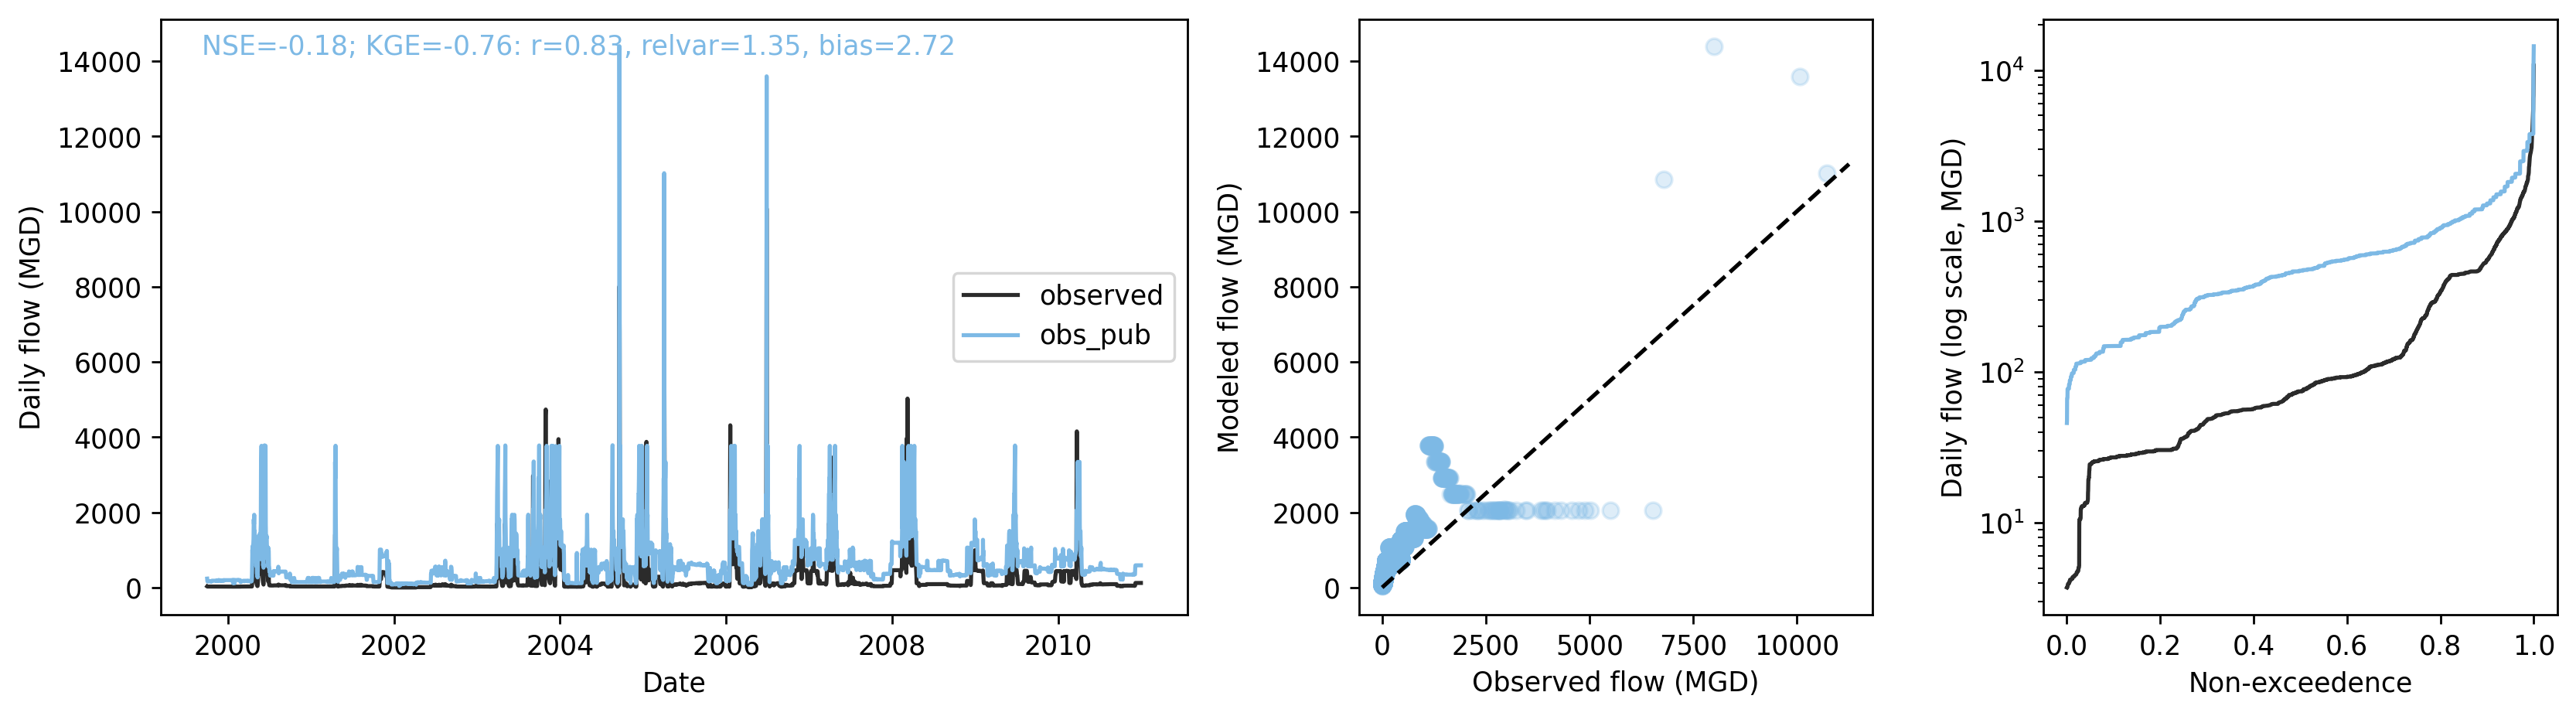 NSE=-0.18; KGE=-0.76: r=0.83, relvar=1.35, bias=2.72
Daily flow (MGD)
14000
12000
10000
8000
6000
4000
2000
0
observed
obs_pub
2000 2002 2004 2006 2008 2010
Date
Modeled flow (MGD)
14000
12000
10000
8000
6000
4000
2000
0
0 2500 5000 7500 10000
Observed flow (MGD)
Daily flow (log scale, MGD)
10⁴
10³
10²
10¹
0.0 0.2 0.4 0.6 0.8 1.0
Non-exceedence